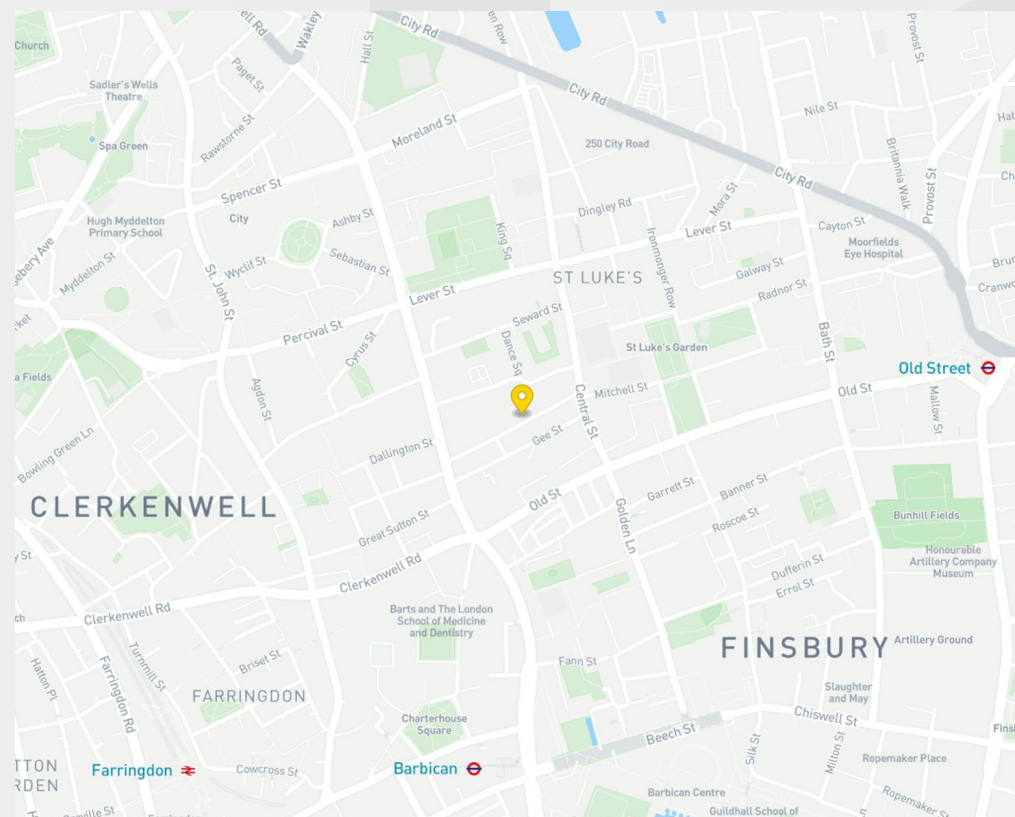 City Rd
Hall St
Wakley
Church
Paget St
Sadler's Wells
Theatre
Spa Green
Rawstorne St
Moreland St
City Rd
250 City Road
Nile St
Provost St
Britannia Walk
Provost St
City Rd
Spencer St
City
Hugh Myddelton
Primary School
Myddelton St
Ashby St
Wyclif St
Sebastian St
King Sq
Dingley Rd
Mora St
Lever St
Cayton St
Moorfields
Eye Hospital
Ironmonger Row
ST LUKE'S
Galway St
Radnor St
St. John St
Lever St
Percival St
Cyrus St
Seward St
Dance Sq
St Luke's Garden
Bath St
Old Street
Old St
Mallow St
Mitchell St
Central St
Agdon St
Gee St
Dallington St
Bowling Green Ln
CLERKENWELL
Old St
Garrett St
Banner St
Roscoe St
Golden Ln
Bunhill Fields
Honourable
Artillery Company
Museum
Great Sutton St
Clerkenwell Rd
Dufferin St
Errol St
Clerkenwell Rd
Barts and The London
School of Medicine
and Dentistry
FINSBURY
Artillery Ground
Turnmill St
Briset St
Fann St
Hatton Pl
Farringdon Rd
FARRINGDON
Slaughter
and May
Charterhouse
Square
Chiswell St
Beech St
Silk St
Milton St
Ropemaker Place
Farringdon
Cowcross St
Barbican
Barbican Centre
Ropemaker St
Guildhall School of